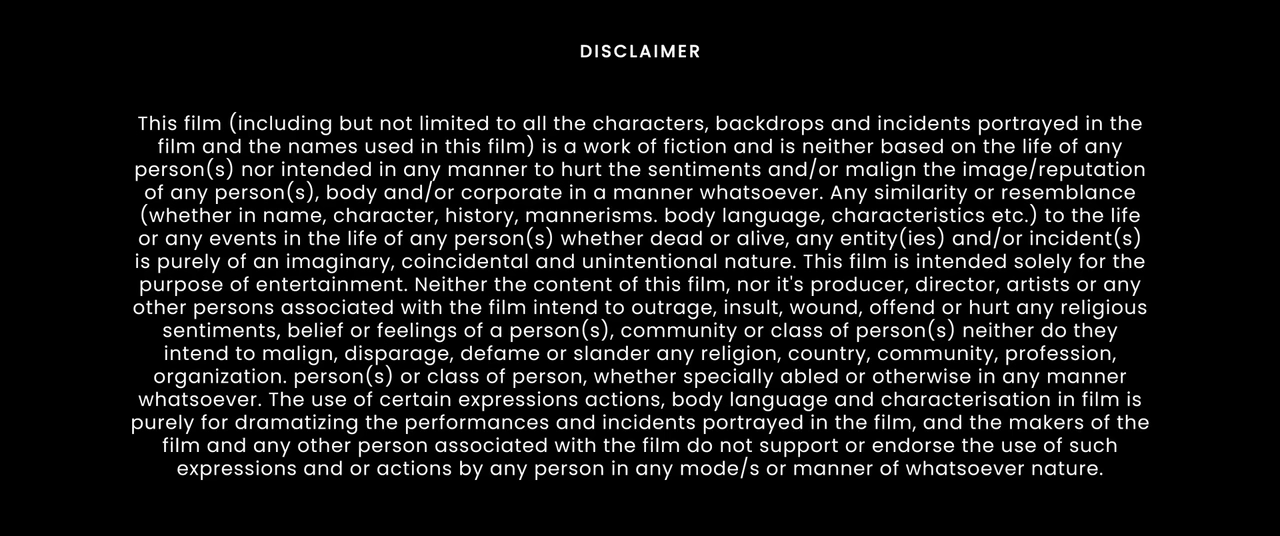 DISCLAIMER
This film (including but not limited to all the characters, backdrops and incidents portrayed in the
film and the names used in this film) is a work of fiction and is neither based on the life of any
person(s) nor intended in any manner to hurt the sentiments and/or malign the image/reputation
of any person(s), body and/or corporate in a manner whatsoever. Any similarity or resemblance
(whether in name, character, history, mannerisms. body language, characteristics etc.) to the life
or any events in the life of any person(s) whether dead or alive, any entity(ies) and/or incident(s)
is purely of an imaginary, coincidental and unintentional nature. This film is intended solely for the
purpose of entertainment. Neither the content of this film, nor it's producer, director, artists or any
other persons associated with the film intend to outrage, insult, wound, offend or hurt any religious
sentiments, belief or feelings of a person(s), community or class of person(s) neither do they
intend to malign, disparage, defame or slander any religion, country, community, profession,
organization. person(s) or class of person, whether specially abled or otherwise in any manner
whatsoever. The use of certain expressions actions, body language and characterisation in film is
purely for dramatizing the performances and incidents portrayed in the film, and the makers of the
film and any other person associated with the film do not support or endorse the use of such
expressions and or actions by any person in any mode/s or manner of whatsoever nature.